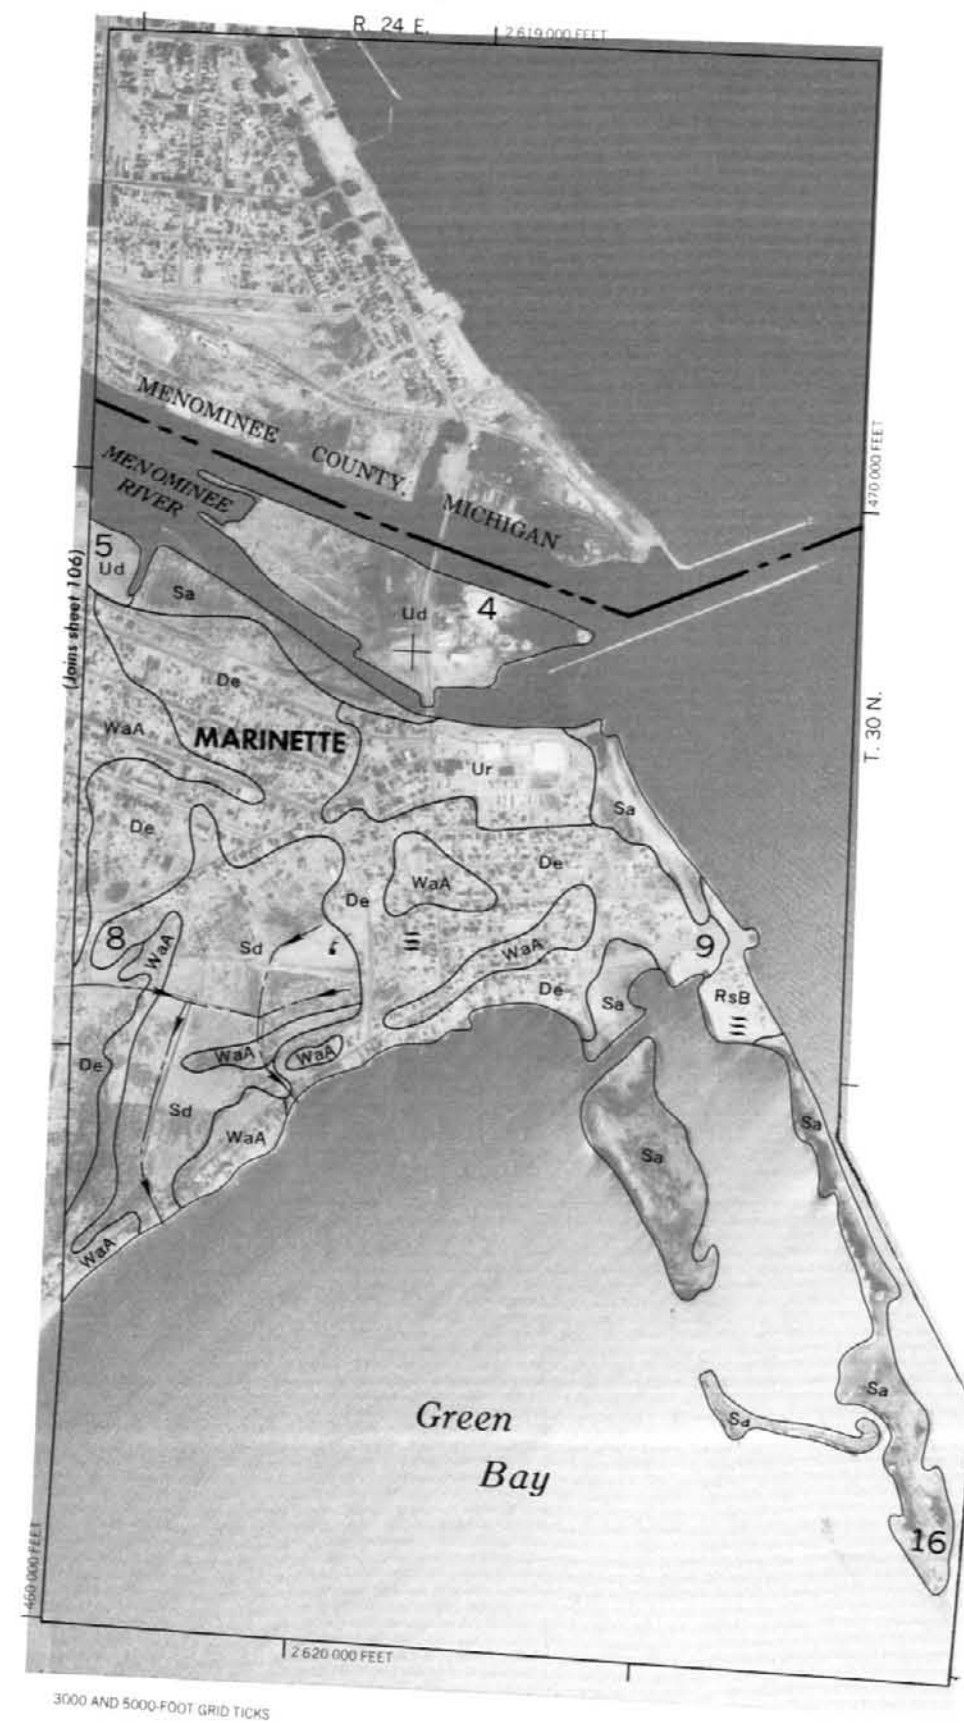 R. 24 E.
2 619 000 FEET
MENOMINEE COUNTY, MICHIGAN
470 000 FEET
MENOMINEE
RIVER
5
Ud
(Joins sheet 106)
Sa
Ud
4
De
T. 30 N.
WaA
MARINETTE
Ur
Sa
De
De
WaA
De
8
WaA
Sd
WaA
9
De
Sa
RsB
De
WaA
WaA
Sd
WaA
Sa
Sa
WaA
Sa
Sa
Green
Bay
16
460 000 FEET
2 620 000 FEET
3000 AND 5000-FOOT GRID TICKS